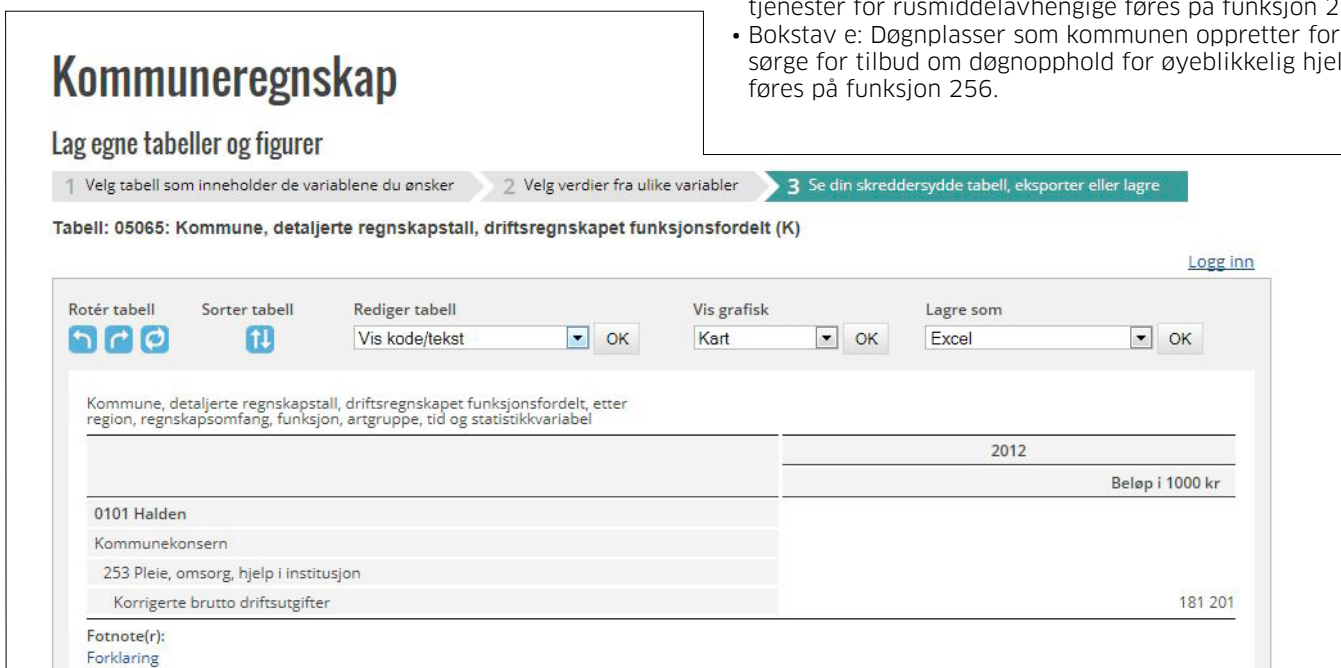 tjenester for rusmiddelavhengige føres på funksjon 2
• Bokstav e: Døgnplasser som kommunen oppretter for
sørge for tilbud om døgnopphold for øyeblikkelig hjel
føres på funksjon 256.
Kommuneregnskap
Lag egne tabeller og figurer
1 Velg tabell som inneholder de variablene du ønsker 2 Velg verdier fra ulike variabler 3 Se din skreddersydde tabell, eksporter eller lagre
Tabell: 05065: Kommune, detaljerte regnskapstall, driftsregnskapet funksjonsfordelt (K)
Logg inn
Rotér tabell Sorter tabell Rediger tabell Vis grafisk Lagre som
Vis kode/tekst OK Kart OK Excel OK
Kommune, detaljerte regnskapstall, driftsregnskapet funksjonsfordelt, etter
region, regnskapsomfang, funksjon, artgruppe, tid og statistikkvariabel
2012
Beløp i 1000 kr
0101 Halden
Kommunekonsern
253 Pleie, omsorg, hjelp i institusjon
Korrigerte brutto driftsutgifter 181 201
Fotnote(r):
Forklaring